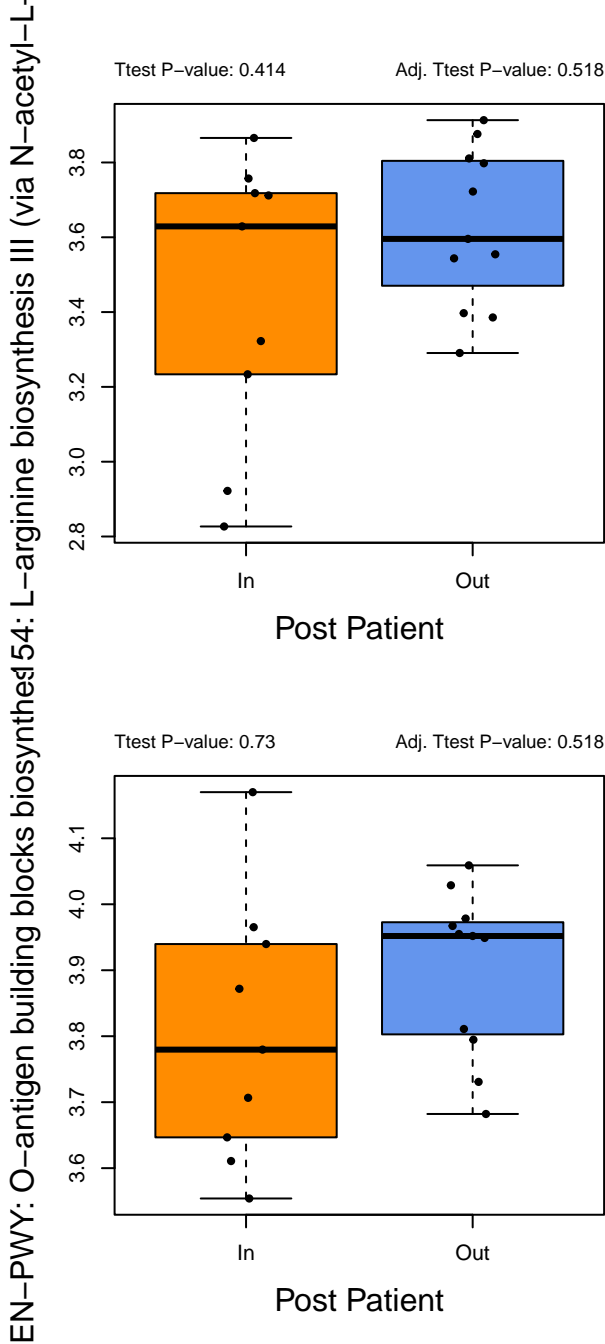 Ttest P−value: 0.414
Adj. Ttest P−value: 0.518
154: L−arginine biosynthesis III (via N−acetyl−L−
3.8
3.6
3.4
3.2
3.0
2.8
In
Out
Post Patient
Ttest P−value: 0.73
Adj. Ttest P−value: 0.518
EN−PWY: O−antigen building blocks biosynthes
4.1
4.0
3.9
3.8
3.7
3.6
In
Out
Post Patient